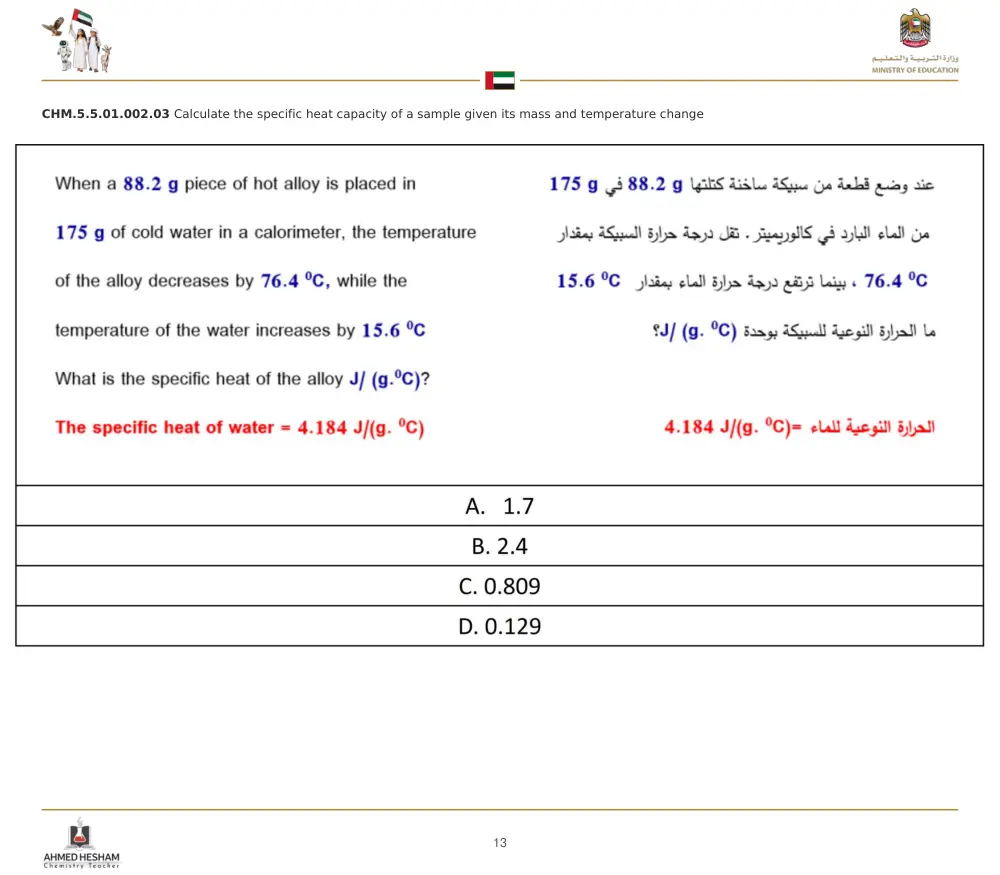 وزارة التربية والتعليم
MINISTRY OF EDUCATION
CHM.5.5.01.002.03 Calculate the specific heat capacity of a sample given its mass and temperature change
When a 88.2 g piece of hot alloy is placed in
175 g of cold water in a calorimeter, the temperature
of the alloy decreases by 76.4 ⁰C, while the
temperature of the water increases by 15.6 ⁰C
What is the specific heat of the alloy J/ (g.⁰C)?
The specific heat of water = 4.184 J/(g. ⁰C)
عند وضع قطعة من سبيكة ساخنة كتلتها 88.2 g في 175 g
من الماء البارد في كالوريميتر . تقل درجة حرارة السبيكة بمقدار
76.4 ⁰C ، بينما ترتفع درجة حرارة الماء بمقدار 15.6 ⁰C
ما الحرارة النوعية للسبيكة بوحدة J/ (g. ⁰C)؟
الحرارة النوعية للماء =4.184 J/(g. ⁰C)
A. 1.7
B. 2.4
C. 0.809
D. 0.129
AHMED HESHAM
Chemistry Teacher
13